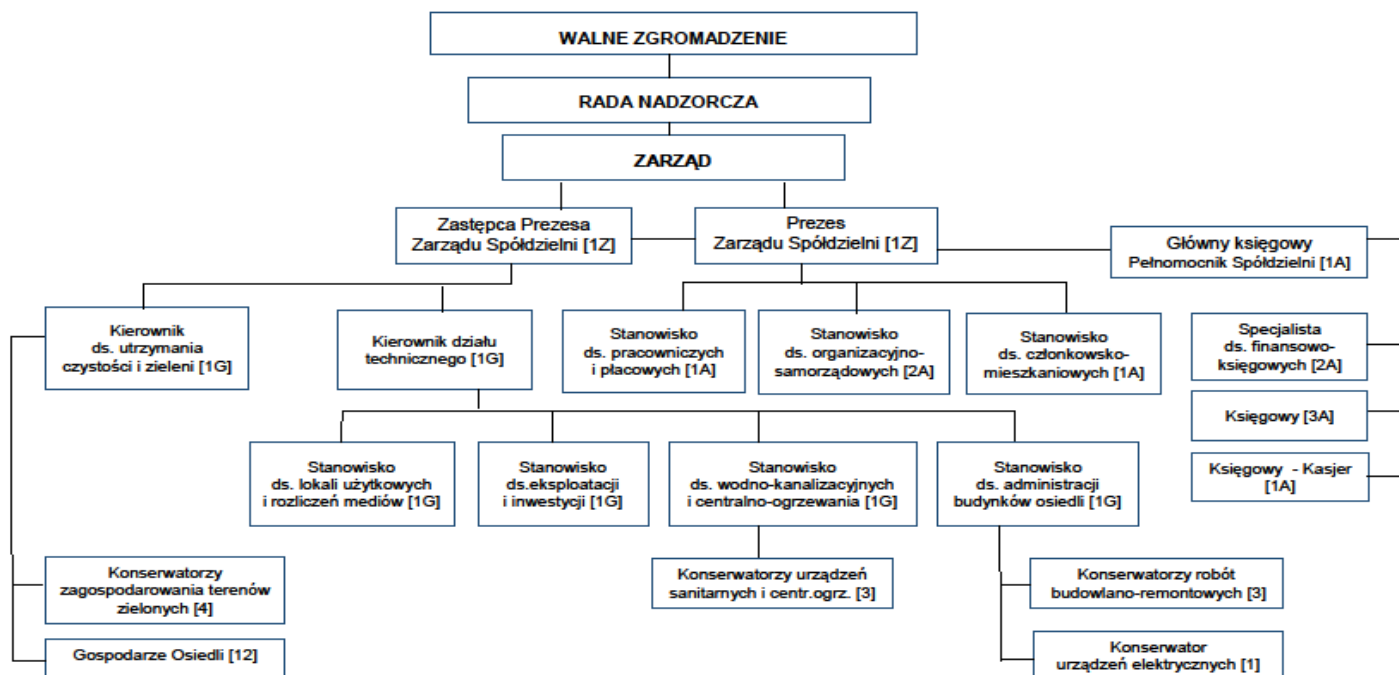 WALNE ZGROMADZENIE
RADA NADZORCZA
ZARZĄD
Zastępca Prezesa
Zarządu Spółdzielni [1Z]
Prezes
Zarządu Spółdzielni [1Z]
Główny księgowy
Pełnomocnik Spółdzielni [1A]
Kierownik
ds. utrzymania
czystości i zieleni [1G]
Kierownik działu
technicznego [1G]
Stanowisko
ds. pracowniczych
i płacowych [1A]
Stanowisko
ds. organizacyjno-
samorządowych [2A]
Stanowisko
ds. członkowsko-
mieszkaniowych [1A]
Specjalista
ds. finansowo-
księgowych [2A]
Księgowy [3A]
Księgowy - Kasjer
[1A]
Stanowisko
ds. lokali użytkowych
i rozliczeń mediów [1G]
Stanowisko
ds.eksploatacji
i inwestycji [1G]
Stanowisko
ds. wodno-kanalizacyjnych
i centralno-ogrzewania [1G]
Stanowisko
ds. administracji
budynków osiedli [1G]
Konserwatorzy
zagospodarowania terenów
zielonych [4]
Konserwatorzy urządzeń
sanitarnych i centr.ogrz. [3]
Konserwatorzy robót
budowlano-remontowych [3]
Gospodarze Osiedli [12]
Konserwator
urządzeń elektrycznych [1]